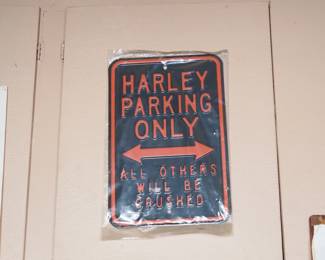 HARLEY
PARKING
ONLY
ALL OTHERS
WILL BE
CRUSHED